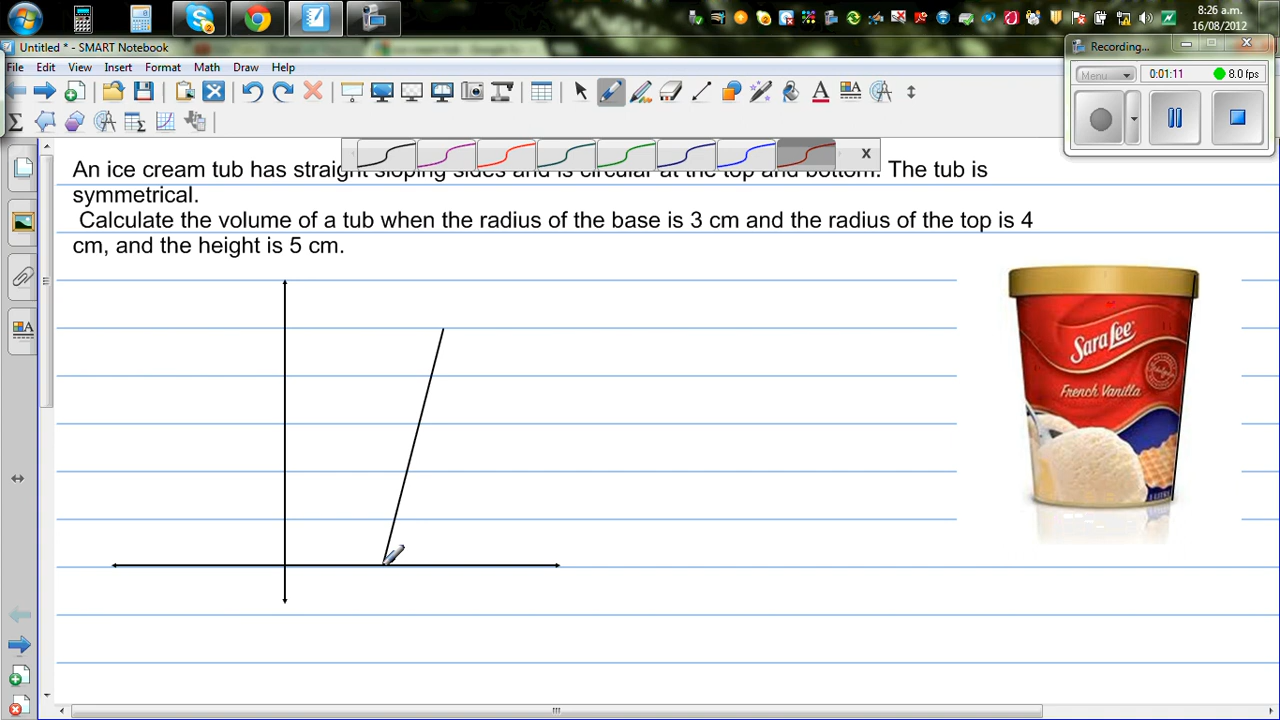 8:26 a.m.
16/08/2012
Untitled * - SMART Notebook
Recording...
File Edit View Insert Format Math Draw Help
Menu
0:01:11
8.0 fps
An ice cream tub has straight sloping sides and is circular at the top and bottom. The tub is
symmetrical.
Calculate the volume of a tub when the radius of the base is 3 cm and the radius of the top is 4
cm, and the height is 5 cm.
Sara Lee
French Vanilla